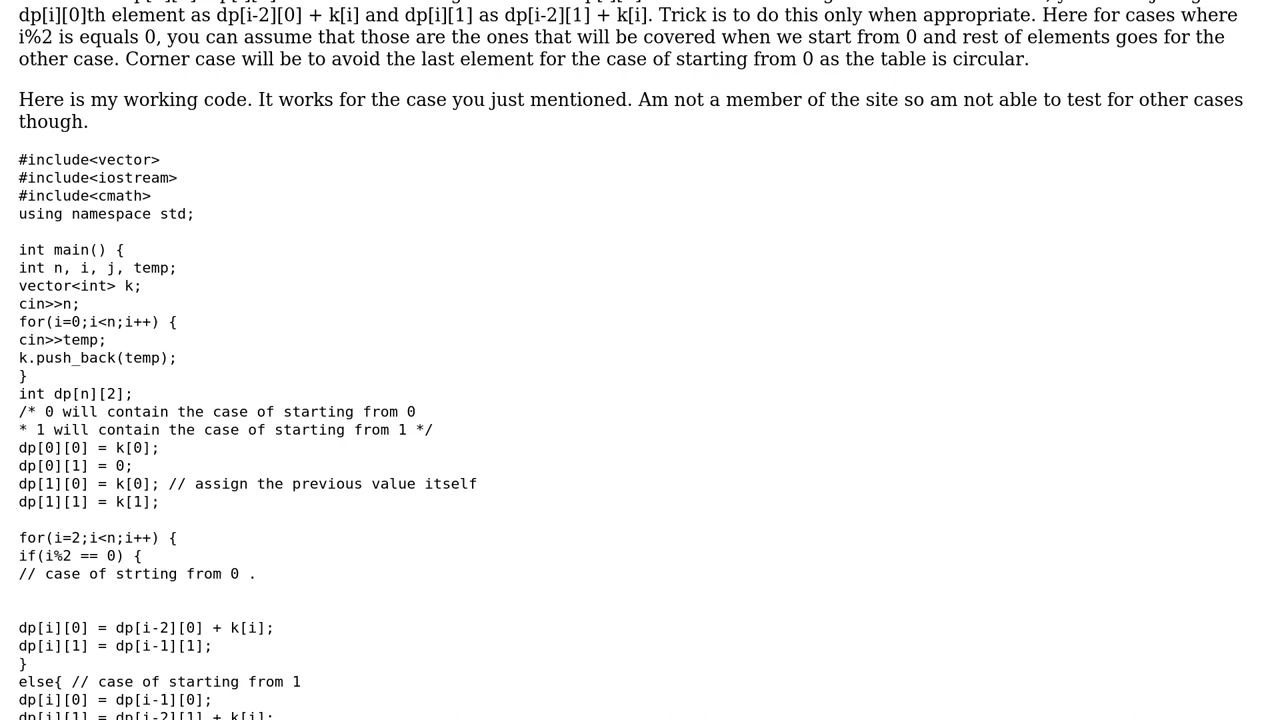 dp[i][0]th element as dp[i-2][0] + k[i] and dp[i][1] as dp[i-2][1] + k[i]. Trick is to do this only when appropriate. Here for cases where
i%2 is equals 0, you can assume that those are the ones that will be covered when we start from 0 and rest of elements goes for the
other case. Corner case will be to avoid the last element for the case of starting from 0 as the table is circular.
Here is my working code. It works for the case you just mentioned. Am not a member of the site so am not able to test for other cases
though.
#include<vector>
#include<iostream>
#include<cmath>
using namespace std;
int main() {
int n, i, j, temp;
vector<int> k;
cin>>n;
for(i=0;i<n;i++) {
cin>>temp;
k.push_back(temp);
}
int dp[n][2];
/* 0 will contain the case of starting from 0
* 1 will contain the case of starting from 1 */
dp[0][0] = k[0];
dp[0][1] = 0;
dp[1][0] = k[0]; // assign the previous value itself
dp[1][1] = k[1];
for(i=2;i<n;i++) {
if(i%2 == 0) {
// case of strting from 0 .
dp[i][0] = dp[i-2][0] + k[i];
dp[i][1] = dp[i-1][1];
}
else{ // case of starting from 1
dp[i][0] = dp[i-1][0];
dp[i][1] = dp[i-2][1] + k[i];